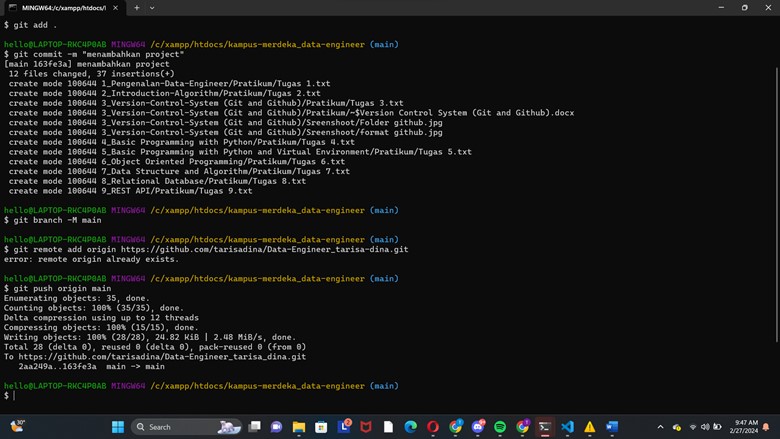 MINGW64:/c/xampp/htdocs/k
$ git add .
hello@LAPTOP-RKC4P0AB MINGW64 /c/xampp/htdocs/kampus-merdeka_data-engineer (main)
$ git commit -m "menambahkan project"
[main 163fe3a] menambahkan project
12 files changed, 37 insertions(+)
create mode 100644 1_Pengenalan-Data-Engineer/Pratikum/Tugas 1.txt
create mode 100644 2_Introduction-Algorithm/Pratikum/Tugas 2.txt
create mode 100644 3_Version-Control-System (Git and Github)/Pratikum/Tugas 3.txt
create mode 100644 3_Version-Control-System (Git and Github)/Pratikum/~$Version Control System (Git and Github).docx
create mode 100644 3_Version-Control-System (Git and Github)/Sreenshoot/Folder github.jpg
create mode 100644 3_Version-Control-System (Git and Github)/Sreenshoot/format github.jpg
create mode 100644 4_Basic Programming with Python/Pratikum/Tugas 4.txt
create mode 100644 5_Basic Programming with Python and Virtual Environment/Pratikum/Tugas 5.txt
create mode 100644 6_Object Oriented Programming/Pratikum/Tugas 6.txt
create mode 100644 7_Data Structure and Algorithm/Pratikum/Tugas 7.txt
create mode 100644 8_Relational Database/Pratikum/Tugas 8.txt
create mode 100644 9_REST API/Pratikum/Tugas 9.txt
hello@LAPTOP-RKC4P0AB MINGW64 /c/xampp/htdocs/kampus-merdeka_data-engineer (main)
$ git branch -M main
hello@LAPTOP-RKC4P0AB MINGW64 /c/xampp/htdocs/kampus-merdeka_data-engineer (main)
$ git remote add origin https://github.com/tarisadina/Data-Engineer_tarisa-dina.git
error: remote origin already exists.
hello@LAPTOP-RKC4P0AB MINGW64 /c/xampp/htdocs/kampus-merdeka_data-engineer (main)
$ git push origin main
Enumerating objects: 35, done.
Counting objects: 100% (35/35), done.
Delta compression using up to 12 threads
Compressing objects: 100% (15/15), done.
Writing objects: 100% (28/28), 24.82 KiB | 2.48 MiB/s, done.
Total 28 (delta 0), reused 0 (delta 0), pack-reused 0 (from 0)
To https://github.com/tarisadina/Data-Engineer_tarisa_dina.git
2aa249a..163fe3a main -> main
hello@LAPTOP-RKC4P0AB MINGW64 /c/xampp/htdocs/kampus-merdeka_data-engineer (main)
$
30°
Search
9:47 AM
2/27/2024